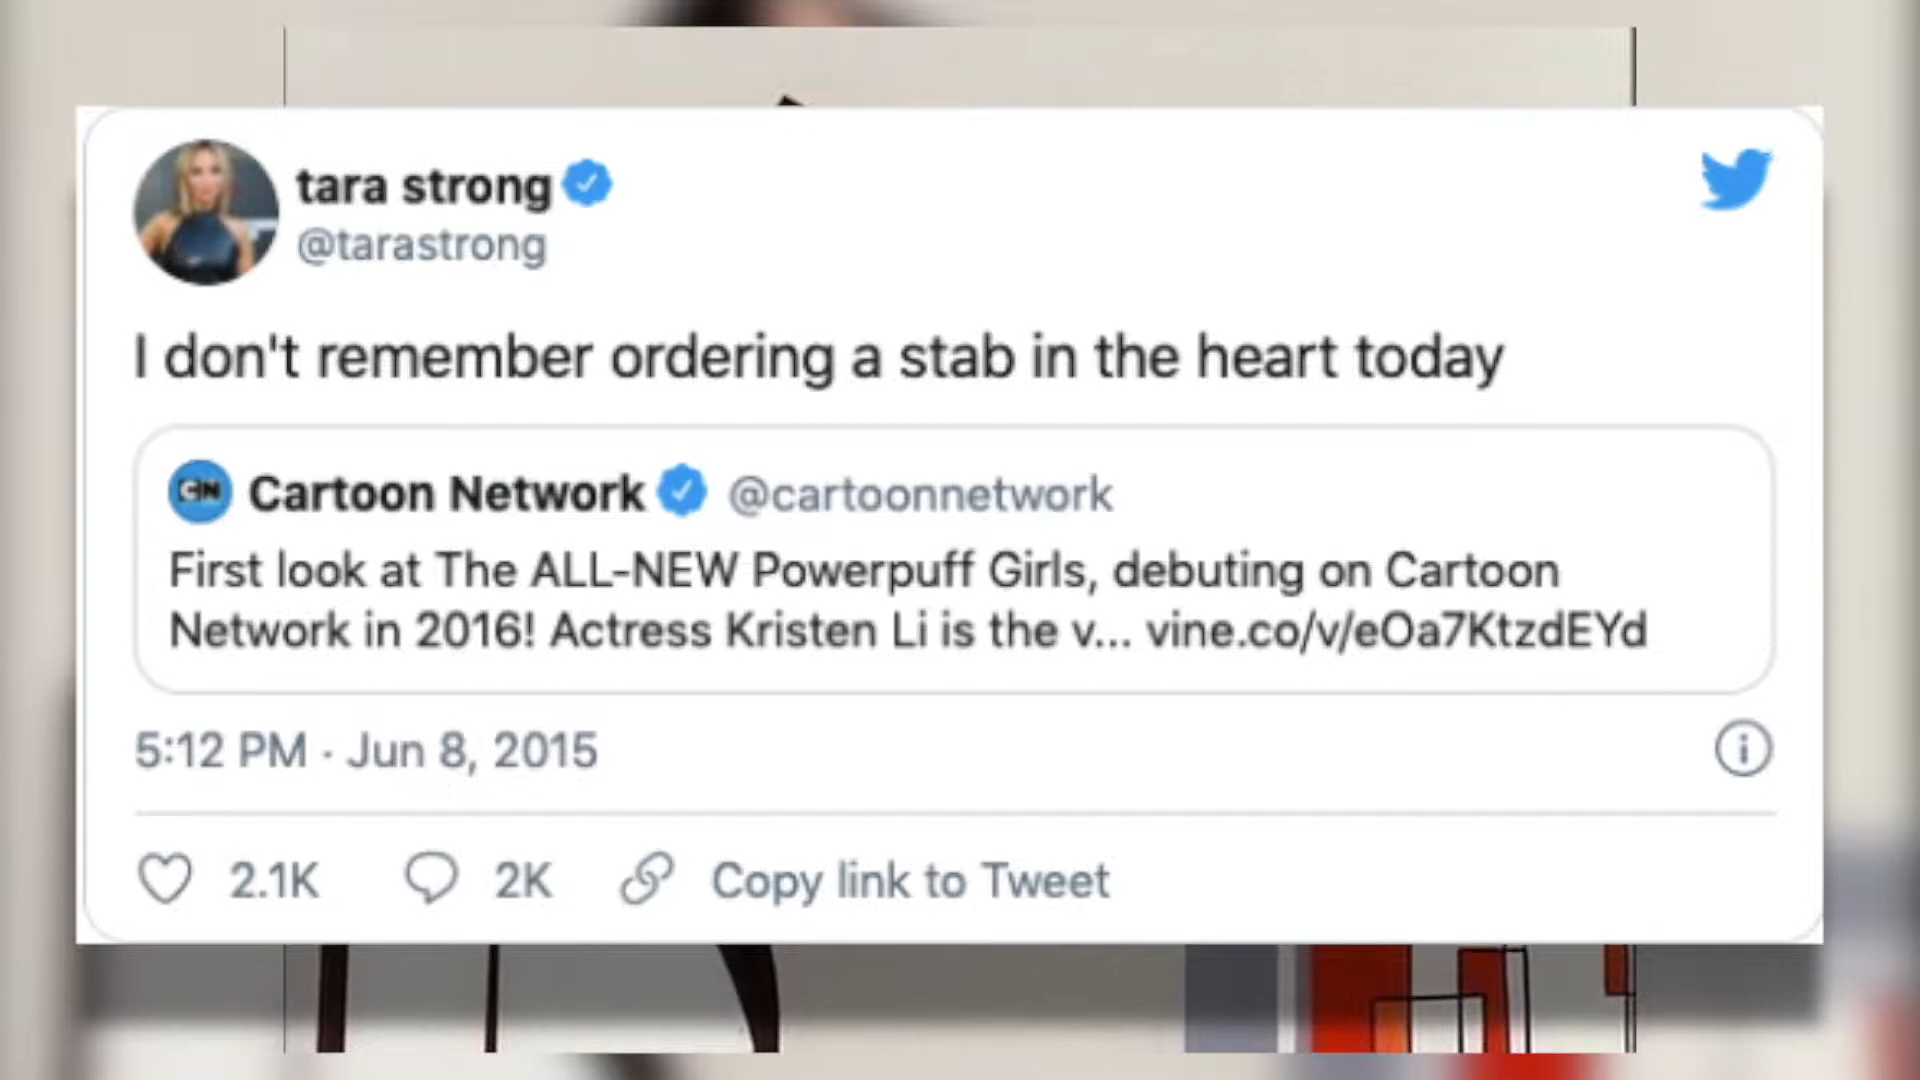 tara strong
@tarastrong
I don't remember ordering a stab in the heart today
CN Cartoon Network @cartoonnetwork
First look at The ALL-NEW Powerpuff Girls, debuting on Cartoon
Network in 2016! Actress Kristen Li is the v... vine.co/v/eOa7KtzdEYd
5:12 PM · Jun 8, 2015
2.1K 2K Copy link to Tweet